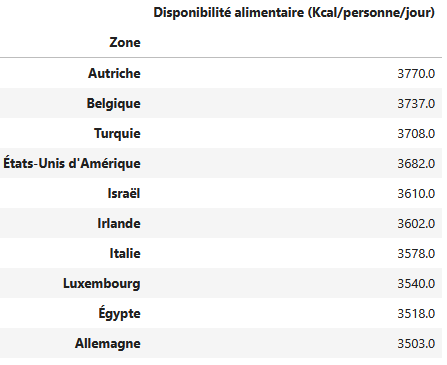 Disponibilité alimentaire (Kcal/personne/jour)
Zone
Autriche 3770.0
Belgique 3737.0
Turquie 3708.0
États-Unis d'Amérique 3682.0
Israël 3610.0
Irlande 3602.0
Italie 3578.0
Luxembourg 3540.0
Égypte 3518.0
Allemagne 3503.0